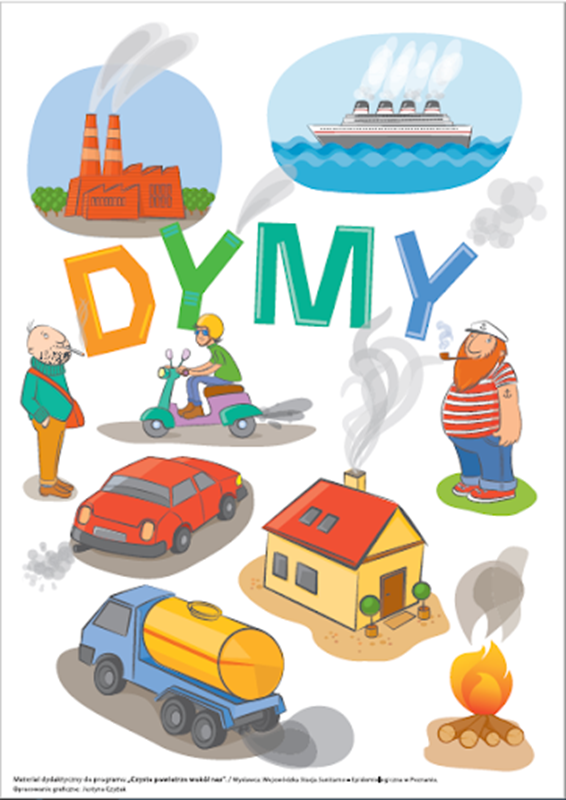 DYMY
Materiał dydaktyczny do programu „Czyste powietrze wokół nas”. / Wydawca: Wojewódzka Stacja Sanitarno-Epidemiologiczna w Poznaniu.
Opracowanie graficzne: Justyna Czyżak